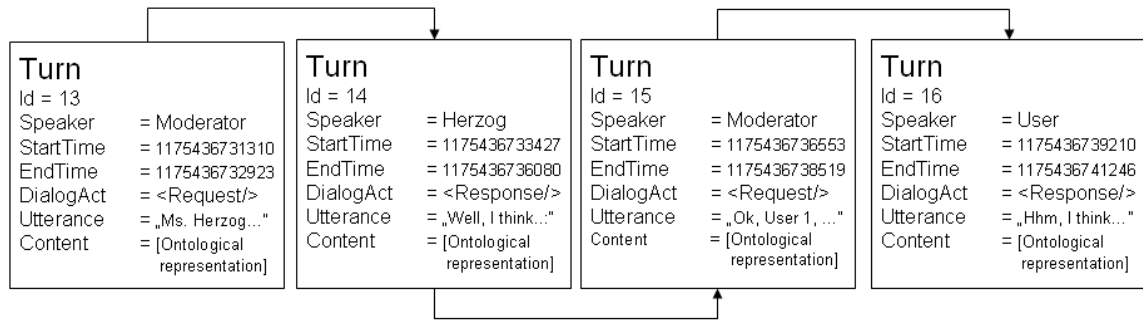 Turn
Id = 13
Speaker = Moderator
StartTime = 1175436731310
EndTime = 1175436732923
DialogAct = <Request/>
Utterance = „Ms. Herzog..."
Content = [Ontological
representation]
Turn
Id = 14
Speaker = Herzog
StartTime = 1175436733427
EndTime = 1175436736080
DialogAct = <Response/>
Utterance = „Well, I think..:"
Content = [Ontological
representation]
Turn
Id = 15
Speaker = Moderator
StartTime = 1175436736553
EndTime = 1175436738519
DialogAct = <Request/>
Utterance = „Ok, User 1, ..."
Content = [Ontological
representation]
Turn
Id = 16
Speaker = User
StartTime = 1175436739210
EndTime = 1175436741246
DialogAct = <Response/>
Utterance = „Hhm, I think..."
Content = [Ontological
representation]